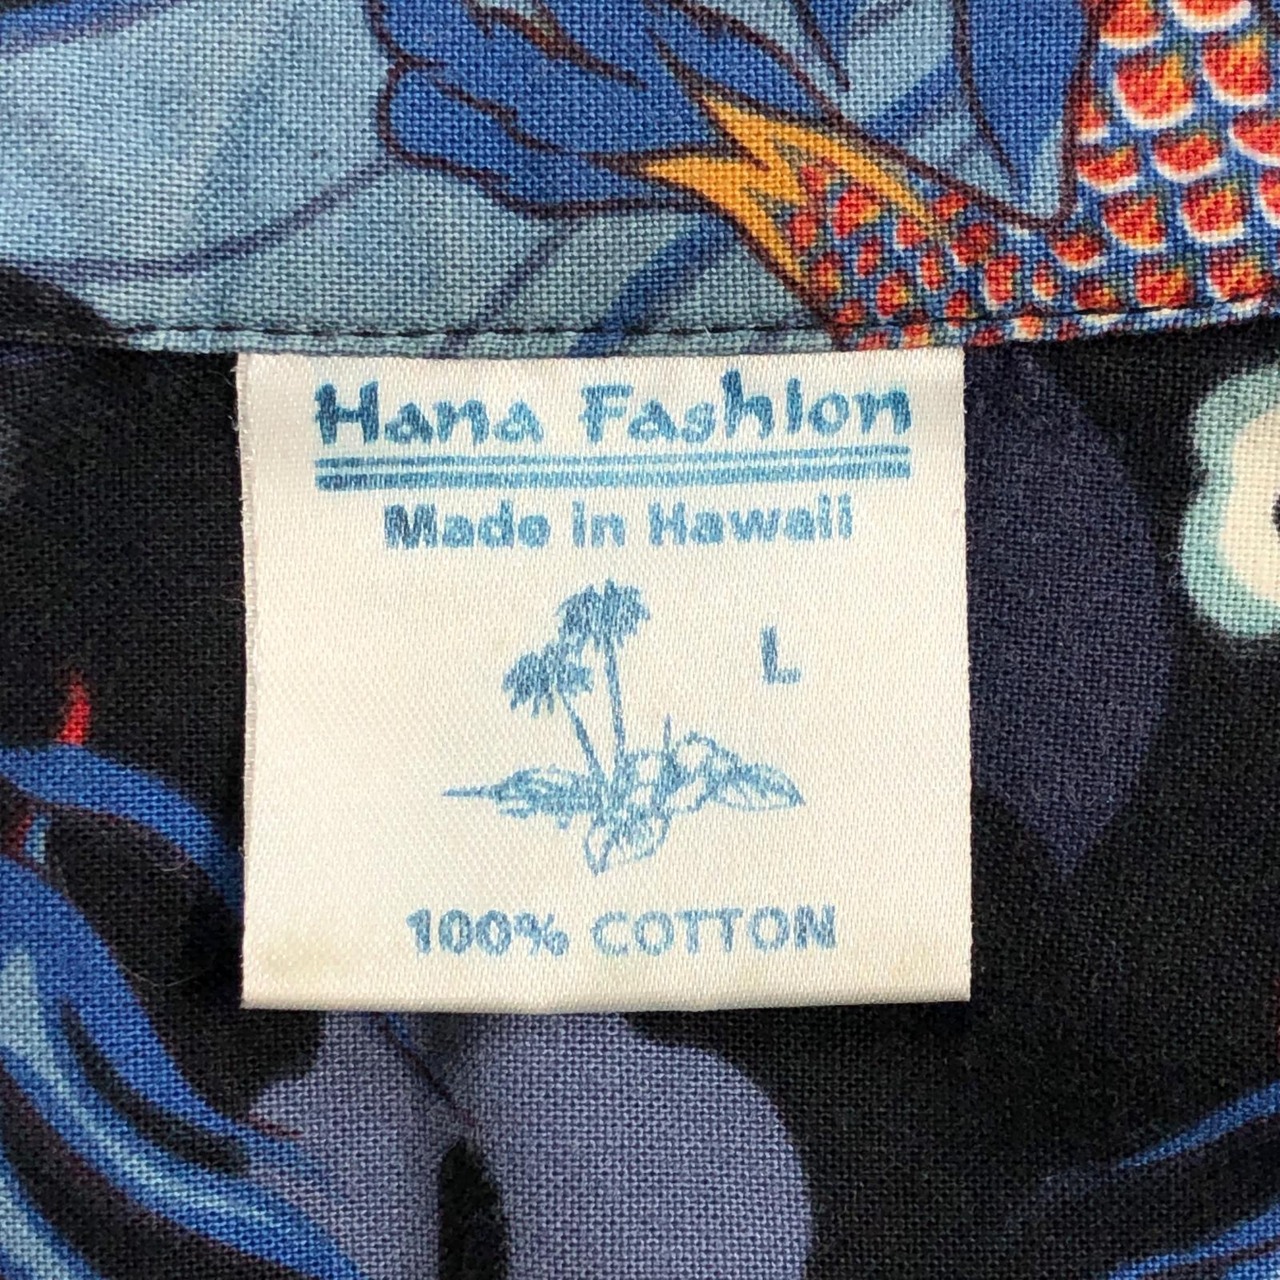 Hana Fashion
Made in Hawaii
L
100% COTTON